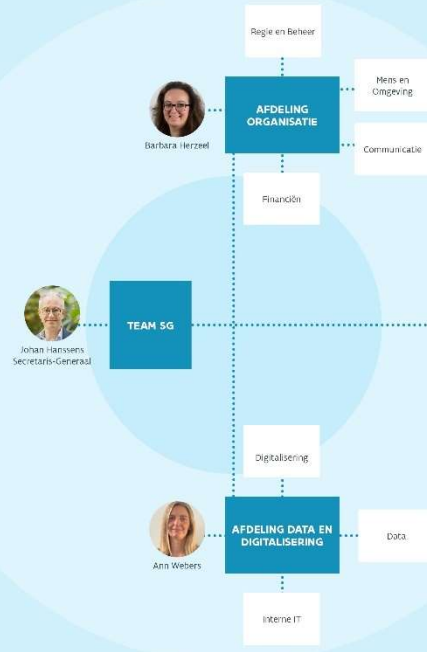 Regie en Beheer
Mens en
Omgeving
AFDELING
ORGANISATIE
Barbara Herzeel
Communicatie
Financiën
TEAM SG
Johan Hanssens
Secretaris-Generaal
Digitalisering
AFDELING DATA EN
DIGITALISERING
Data
Ann Webers
Interne IT